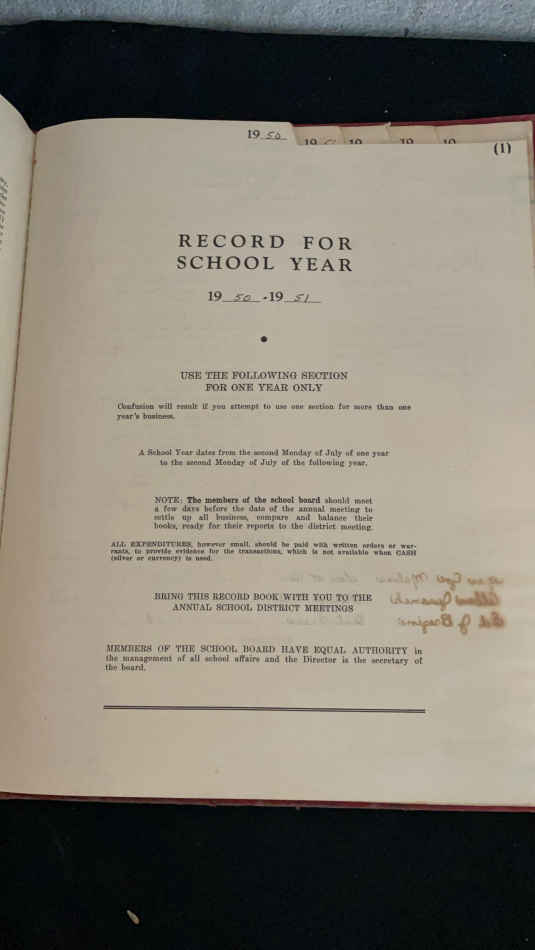 19 50
19 51 19 19 19
(1)
RECORD FOR
SCHOOL YEAR
19 50 -19 51
USE THE FOLLOWING SECTION
FOR ONE YEAR ONLY
Confusion will result if you attempt to use one section for more than one
year's business.
A School Year dates from the second Monday of July of one year
to the second Monday of July of the following year.
NOTE: The members of the school board should meet
a few days before the date of the annual meeting to
settle up all business, compare and balance their
books, ready for their reports to the district meeting.
ALL EXPENDITURES, however small, should be paid with written orders or war-
rants, to provide evidence for the transactions, which is not available when CASH
(silver or currency) is used.
BRING THIS RECORD BOOK WITH YOU TO THE
ANNUAL SCHOOL DISTRICT MEETINGS
MEMBERS OF THE SCHOOL BOARD HAVE EQUAL AUTHORITY in
the management of all school affairs and the Director is the secretary of
the board.